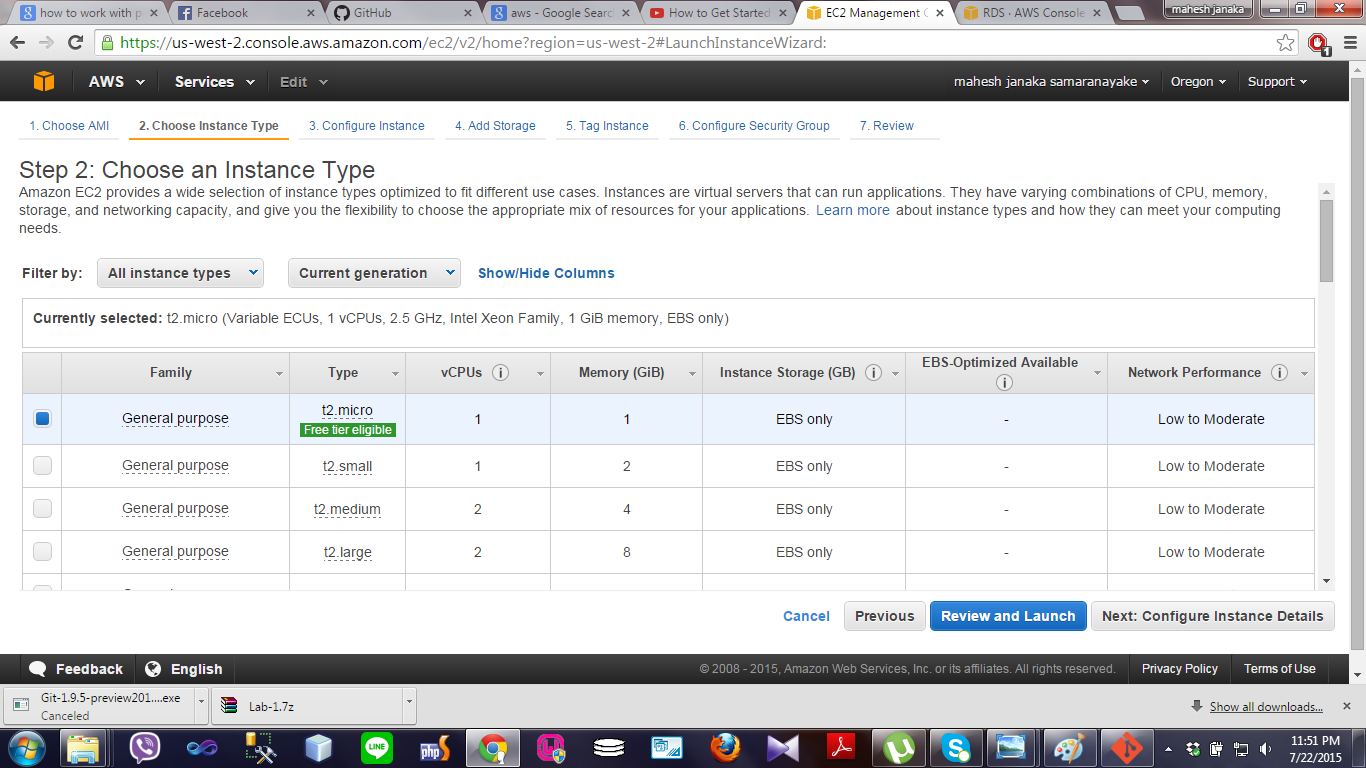 how to work with p
Facebook
GitHub
aws - Google Sear
How to Get Started
EC2 Management C
RDS · AWS Console
mahesh janaka
https://us-west-2.console.aws.amazon.com/ec2/v2/home?region=us-west-2#LaunchInstanceWizard:
1
AWS Services Edit mahesh janaka samaranayake Oregon Support
1. Choose AMI 2. Choose Instance Type 3. Configure Instance 4. Add Storage 5. Tag Instance 6. Configure Security Group 7. Review
Step 2: Choose an Instance Type
Amazon EC2 provides a wide selection of instance types optimized to fit different use cases. Instances are virtual servers that can run applications. They have varying combinations of CPU, memory,
storage, and networking capacity, and give you the flexibility to choose the appropriate mix of resources for your applications. Learn more about instance types and how they can meet your computing
needs.
Filter by: All instance types Current generation Show/Hide Columns
Currently selected: t2.micro (Variable ECUs, 1 vCPUs, 2.5 GHz, Intel Xeon Family, 1 GiB memory, EBS only)
Family Type vCPUs Memory (GiB) Instance Storage (GB) EBS-Optimized Available Network Performance
General purpose t2.micro 1 1 EBS only - Low to Moderate
Free tier eligible
General purpose t2.small 1 2 EBS only - Low to Moderate
General purpose t2.medium 2 4 EBS only - Low to Moderate
General purpose t2.large 2 8 EBS only - Low to Moderate
Cancel Previous Review and Launch Next: Configure Instance Details
Feedback English © 2008 - 2015, Amazon Web Services, Inc. or its affiliates. All rights reserved. Privacy Policy Terms of Use
Git-1.9.5-preview201....exe
Canceled
Lab-1.7z
Show all downloads...
LINE
php
11:51 PM
7/22/2015